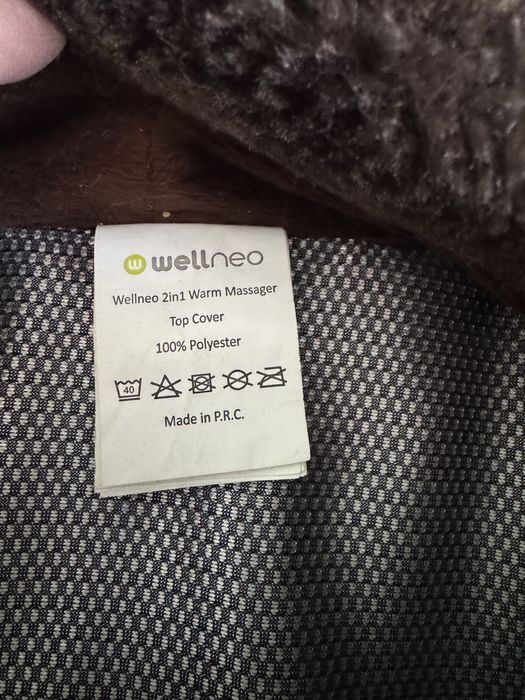 w wellneo
Wellneo 2in1 Warm Massager
Top Cover
100% Polyester
40
Made in P.R.C.